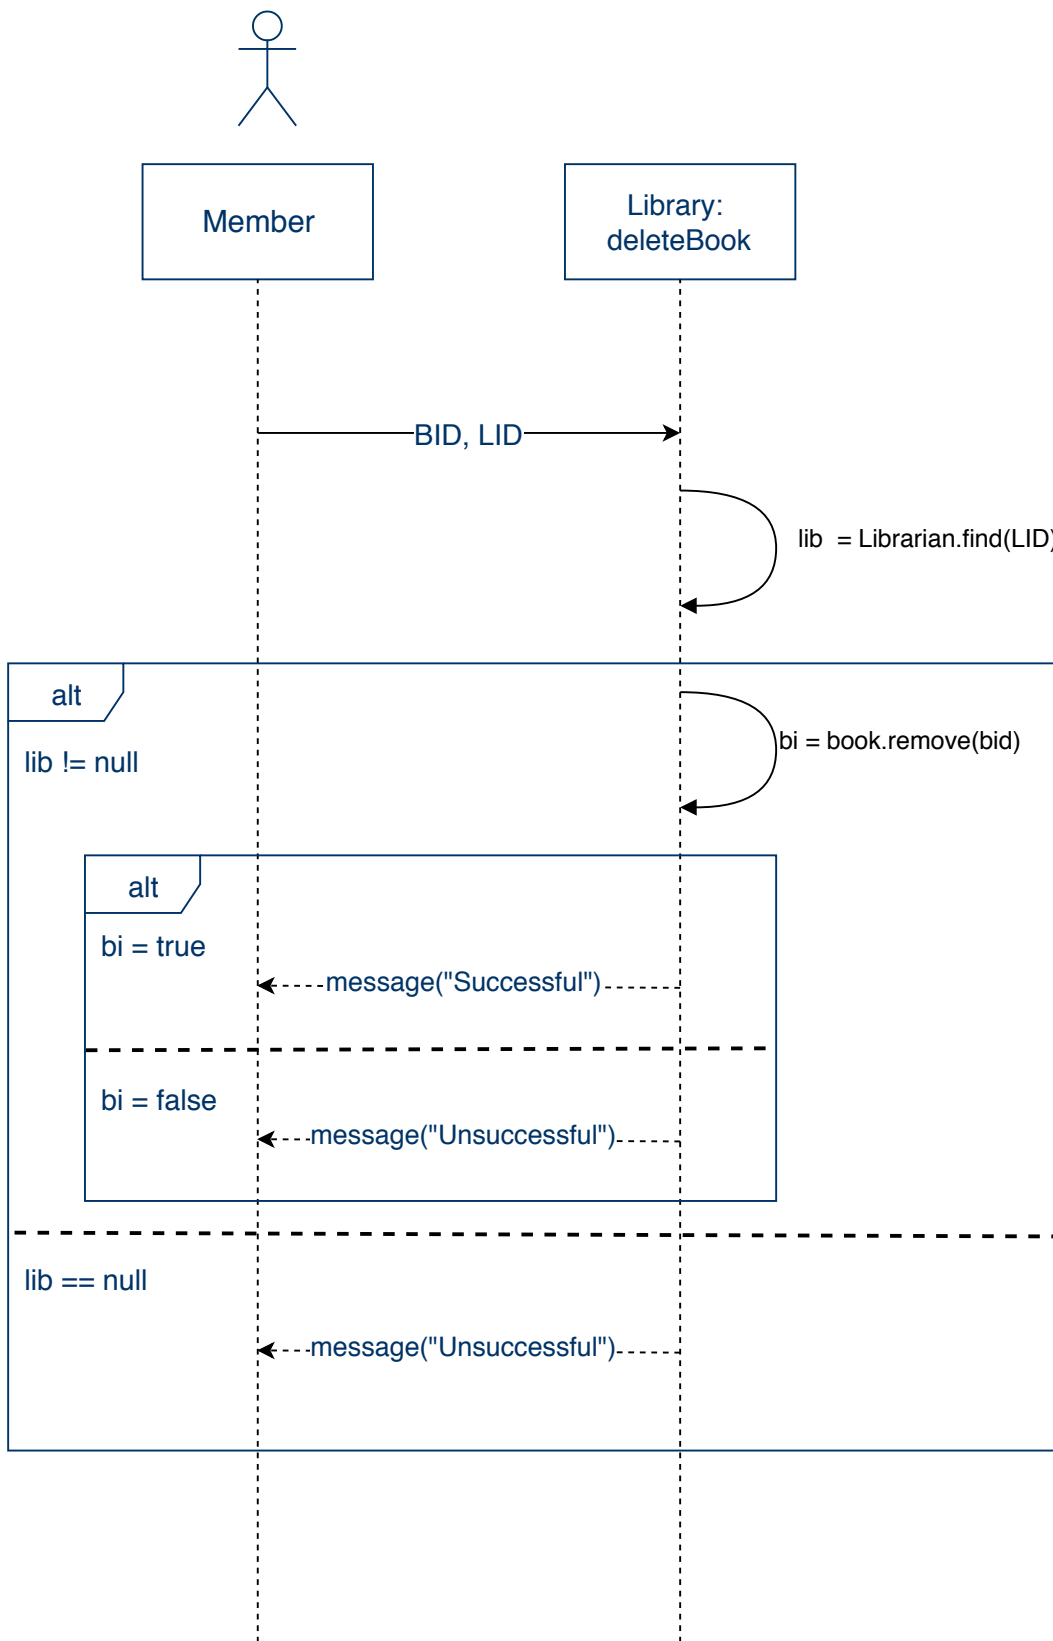 Member
Library:
deleteBook
BID, LID
lib  = Librarian.find(LID)
alt
lib != null
bi = book.remove(bid)
alt
bi = true
message("Successful")
bi = false
message("Unsuccessful")
lib == null
message("Unsuccessful")